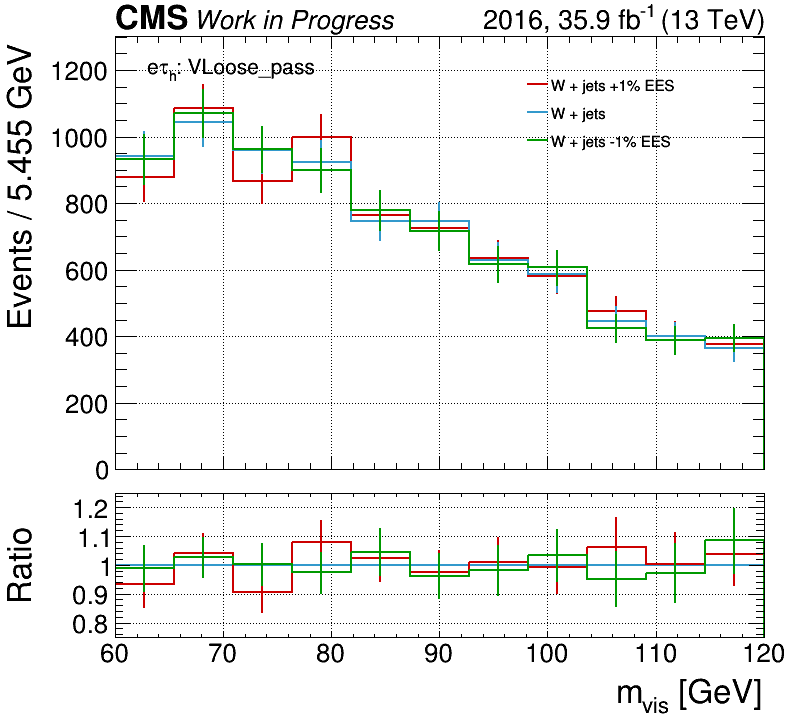 CMS Work in Progress 2016, 35.9 fb⁻¹ (13 TeV)
eτₕ: VLoose_pass
W + jets +1% EES
W + jets
W + jets -1% EES
Events / 5.455 GeV
1200
1000
800
600
400
200
0
Ratio
1.2
1.1
1
0.9
0.8
60 70 80 90 100 110 120
m_vis [GeV]